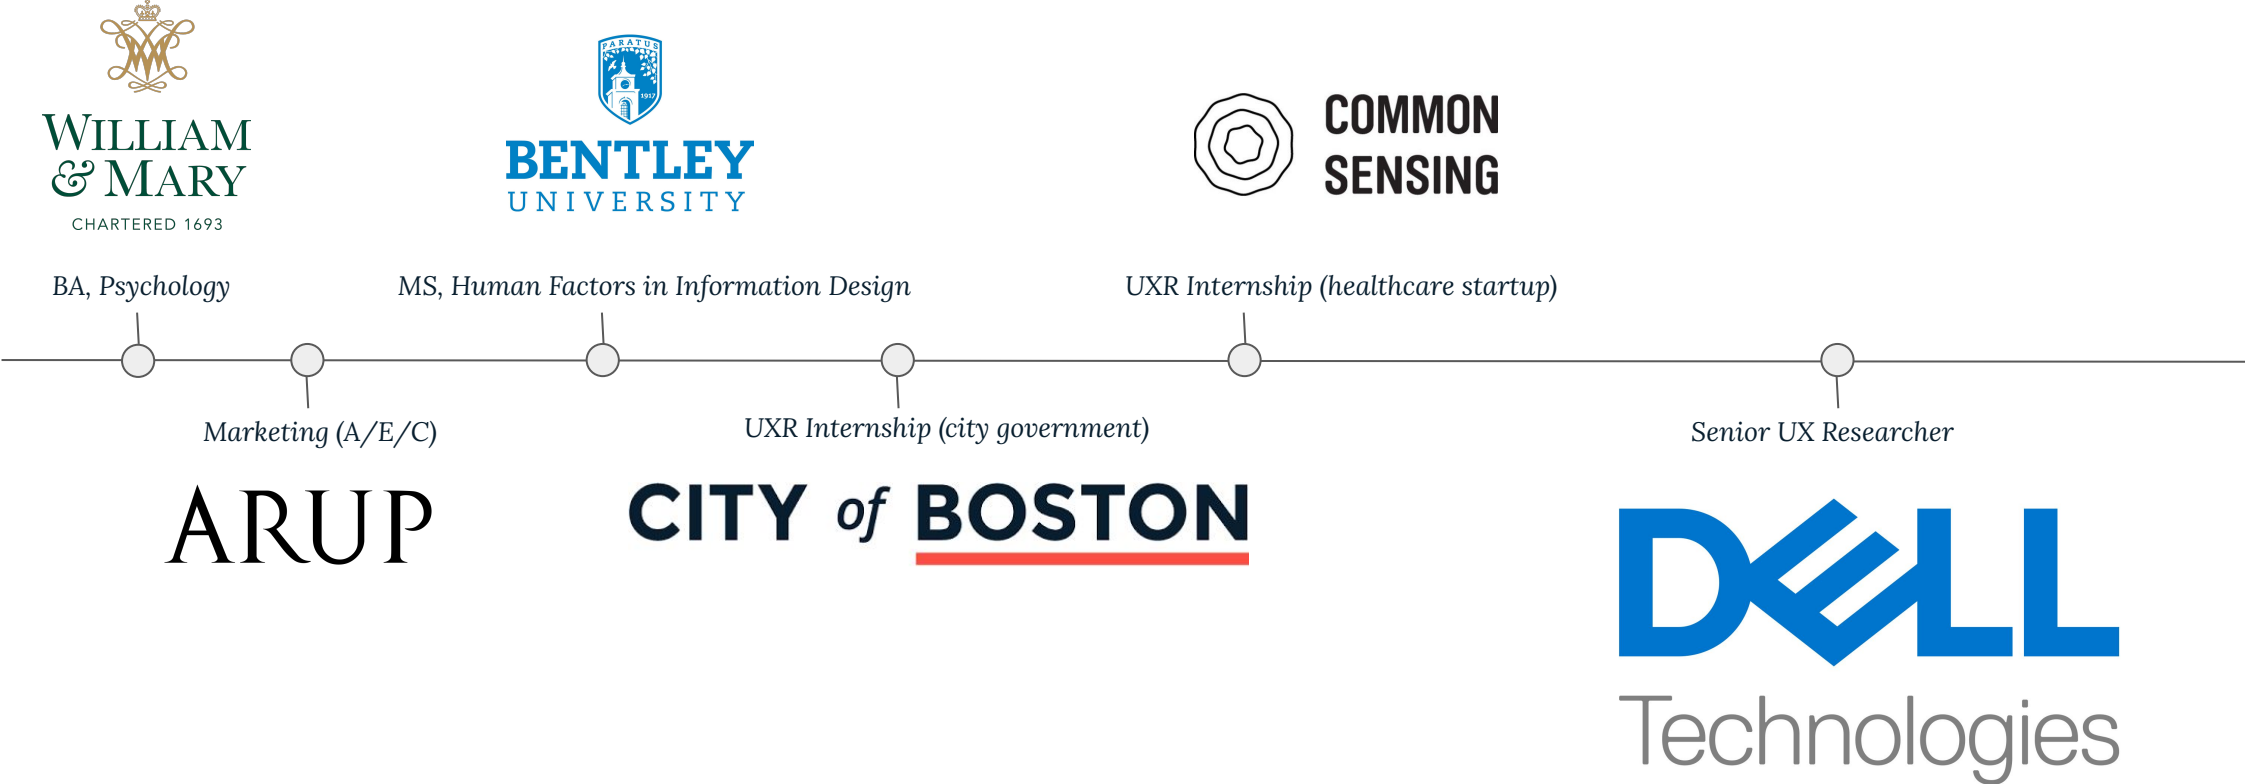 WILLIAM
& MARY
CHARTERED 1693
PARATUS
1917
BENTLEY
UNIVERSITY
COMMON
SENSING
BA, Psychology
MS, Human Factors in Information Design
UXR Internship (healthcare startup)
Marketing (A/E/C)
UXR Internship (city government)
Senior UX Researcher
ARUP
CITY of BOSTON
DELL
Technologies